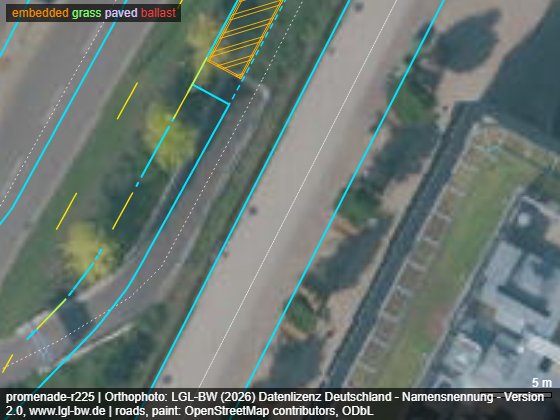 embedded grass paved ballast
5 m
promenade-r225 | Orthophoto: LGL-BW (2026) Datenlizenz Deutschland - Namensnennung - Version
2.0, www.lgl-bw.de | roads, paint: OpenStreetMap contributors, ODbL